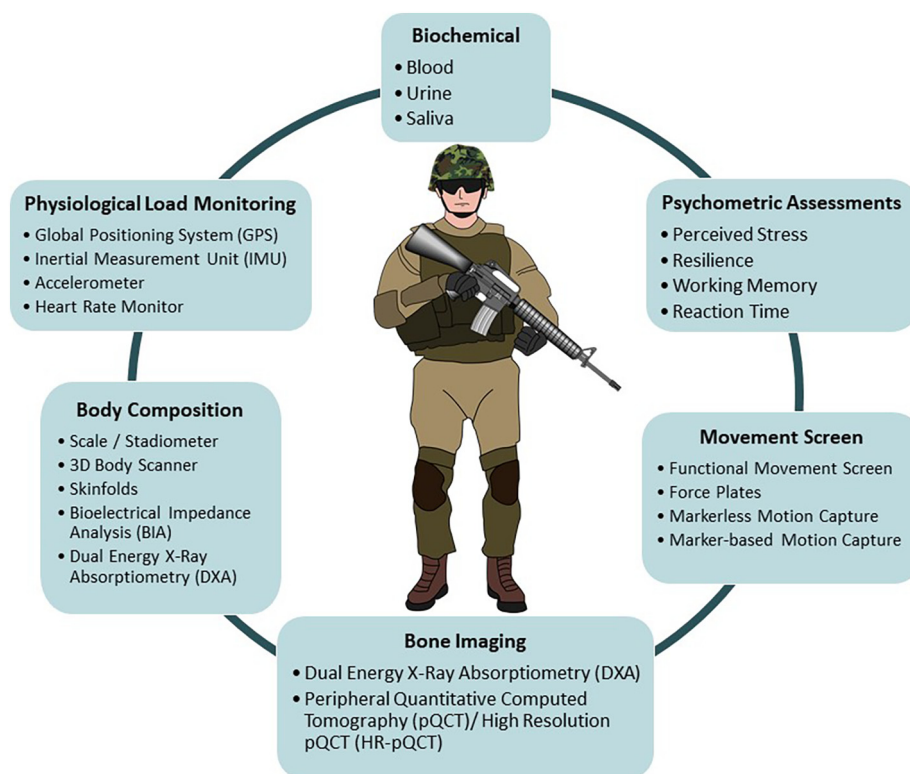 Biochemical
• Blood
• Urine
• Saliva
Physiological Load Monitoring
• Global Positioning System (GPS)
• Inertial Measurement Unit (IMU)
• Accelerometer
• Heart Rate Monitor
Psychometric Assessments
• Perceived Stress
• Resilience
• Working Memory
• Reaction Time
Body Composition
• Scale / Stadiometer
• 3D Body Scanner
• Skinfolds
• Bioelectrical Impedance
Analysis (BIA)
• Dual Energy X-Ray
Absorptiometry (DXA)
Movement Screen
• Functional Movement Screen
• Force Plates
• Markerless Motion Capture
• Marker-based Motion Capture
Bone Imaging
• Dual Energy X-Ray Absorptiometry (DXA)
• Peripheral Quantitative Computed
Tomography (pQCT)/ High Resolution
pQCT (HR-pQCT)